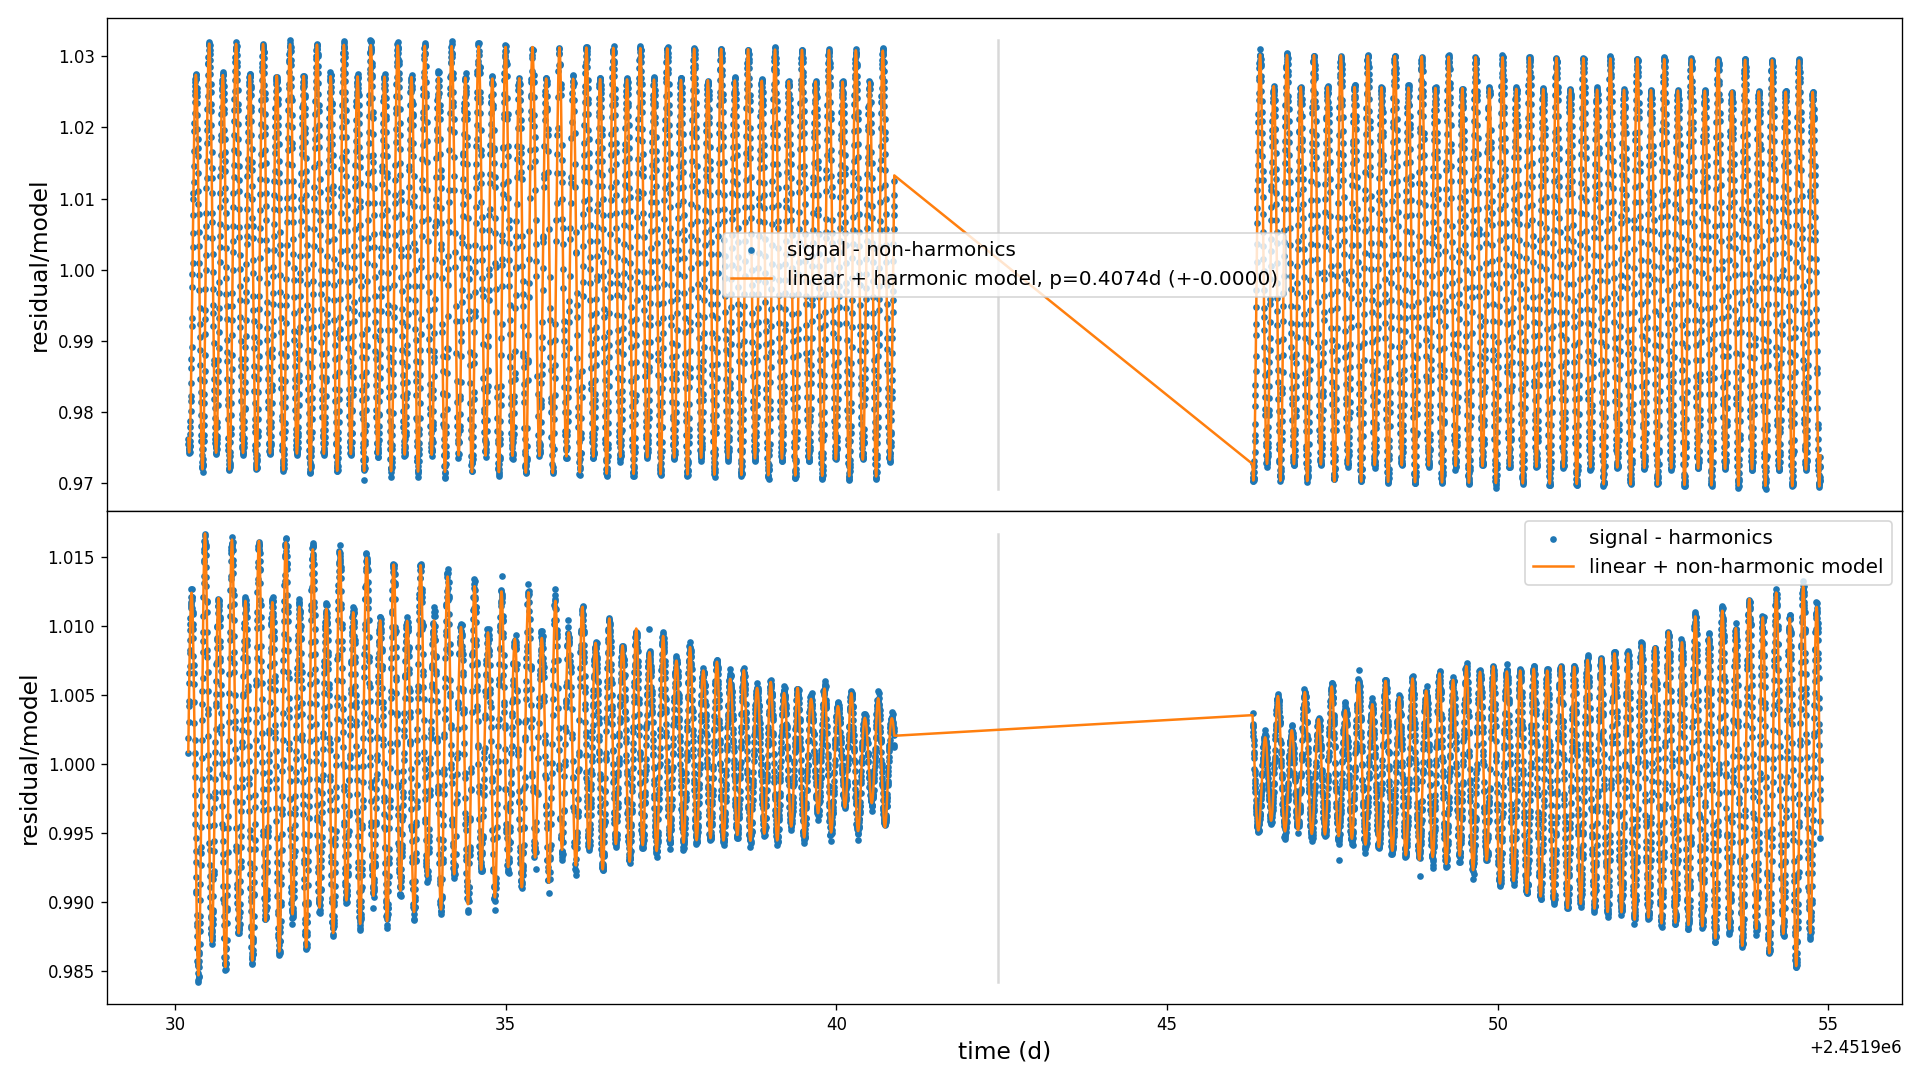 1.03
1.02
1.01
1.00
0.99
0.98
0.97
residual/model
signal - non-harmonics
linear + harmonic model, p=0.4074d (+-0.0000)
1.015
1.010
1.005
1.000
0.995
0.990
0.985
residual/model
signal - harmonics
linear + non-harmonic model
30 35 40 45 50 55
+2.4519e6
time (d)